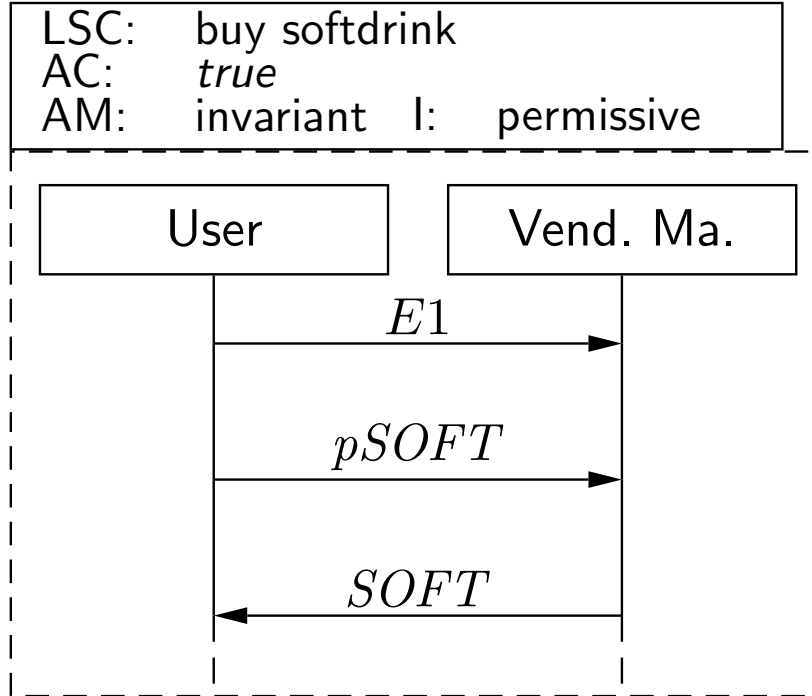 LSC: buy softdrink
AC: true
AM: invariant I: permissive
User Vend. Ma.
E1
pSOFT
SOFT